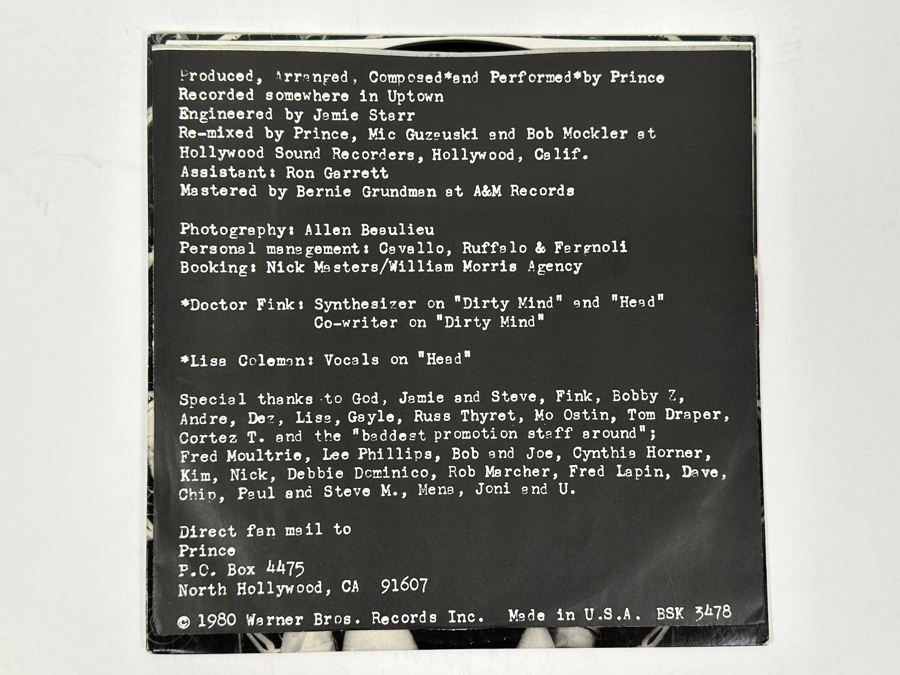 Produced, Arranged, Composed*and Performed*by Prince
Recorded somewhere in Uptown
Engineered by Jamie Starr
Re-mixed by Prince, Mic Guzauski and Bob Mockler at
Hollywood Sound Recorders, Hollywood, Calif.
Assistant: Ron Garrett
Mastered by Bernie Grundman at A&M Records
Photography: Allen Beaulieu
Personal management: Cavallo, Ruffalo & Fargnoli
Booking: Nick Masters/William Morris Agency
*Doctor Fink: Synthesizer on "Dirty Mind" and "Head"
Co-writer on "Dirty Mind"
*Lisa Coleman: Vocals on "Head"
Special thanks to God, Jamie and Steve, Fink, Bobby Z,
Andre, Dez, Lisa, Gayle, Russ Thyret, Mo Ostin, Tom Draper,
Cortez T. and the "baddest promotion staff around";
Fred Moultrie, Lee Phillips, Bob and Joe, Cynthia Horner,
Kim, Nick, Debbie Dominico, Rob Marcher, Fred Lapin, Dave,
Chip, Paul and Steve M., Mena, Joni and U.
Direct fan mail to
Prince
P.O. Box 4475
North Hollywood, CA  91607
© 1980 Warner Bros. Records Inc.  Made in U.S.A. BSK 3478